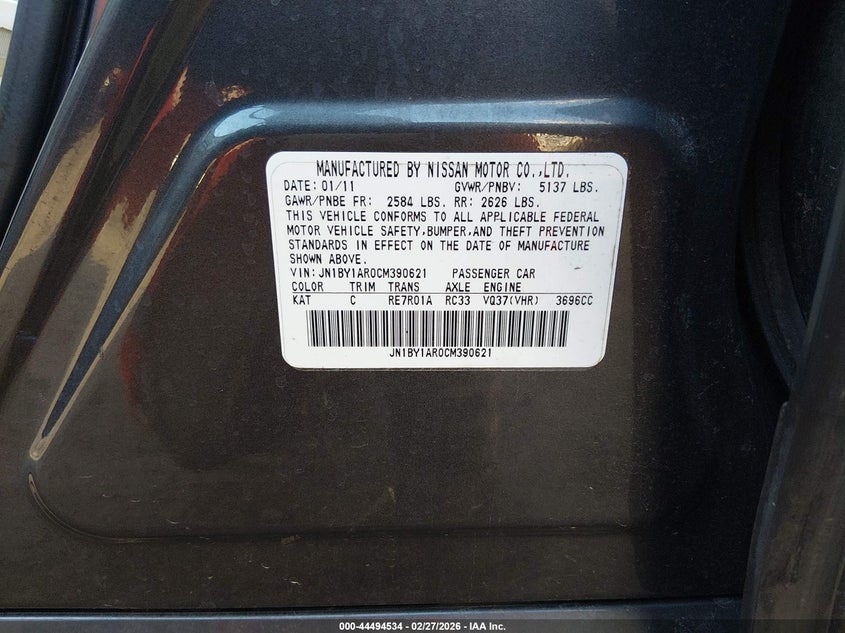 MANUFACTURED BY NISSAN MOTOR CO.,LTD.
DATE: 01/11 GVWR/PNBV: 5137 LBS.
GAWR/PNBE FR: 2584 LBS. RR: 2626 LBS.
THIS VEHICLE CONFORMS TO ALL APPLICABLE FEDERAL
MOTOR VEHICLE SAFETY,BUMPER,AND THEFT PREVENTION
STANDARDS IN EFFECT ON THE DATE OF MANUFACTURE
SHOWN ABOVE.
VIN: JN1BY1AR0CM390621 PASSENGER CAR
COLOR TRIM TRANS AXLE ENGINE
KAT C RE7R01A RC33 VQ37(VHR) 3696CC
JN1BY1AR0CM390621
000-44494534 - 02/27/2026 - IAA Inc.